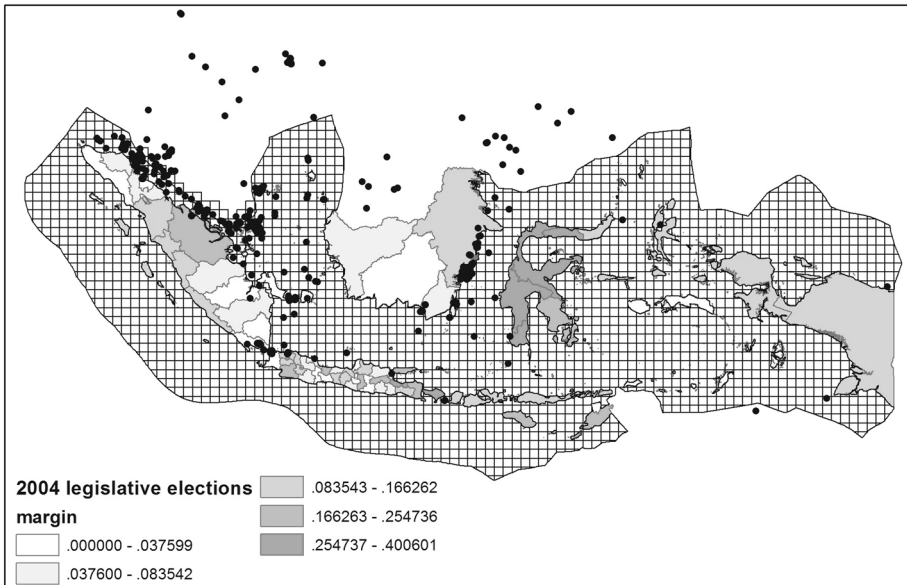 2004 legislative elections
margin
.000000 - .037599
.037600 - .083542
.083543 - .166262
.166263 - .254736
.254737 - .400601